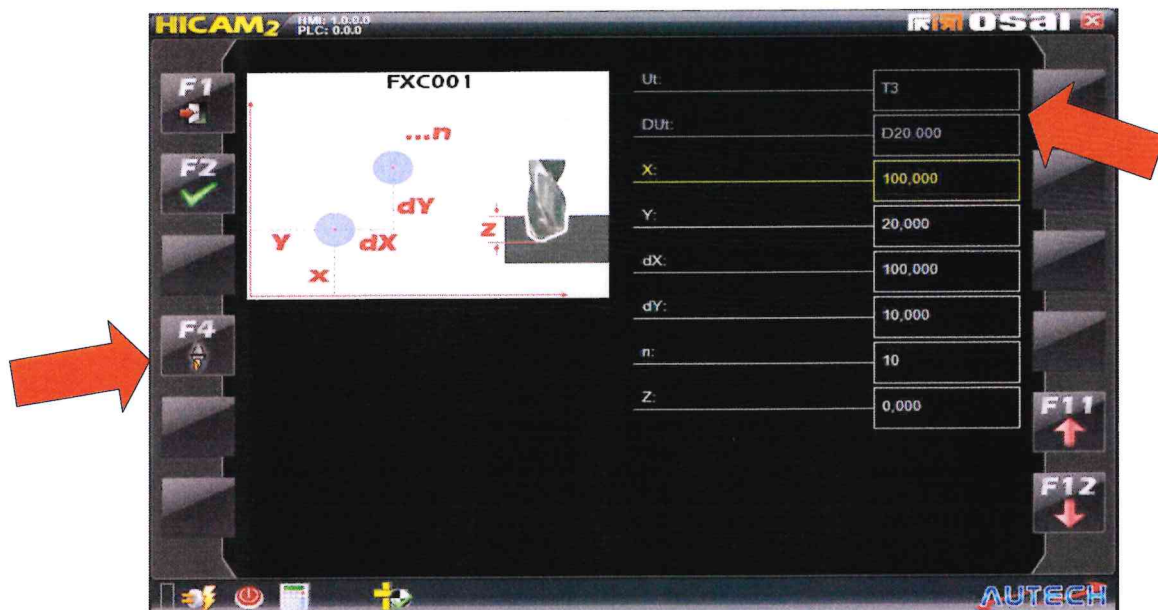 HICAM2 HMI: 1.0.0.0
PLC: 0.0.0
osai
F1
F2
F4
FXC001
...n
dY
Y
dX
X
Z
Ut:
T3
DUt:
D20.000
X:
100,000
Y:
20,000
dX:
100,000
dY:
10,000
n:
10
Z:
0,000
F11
F12
AUTECH